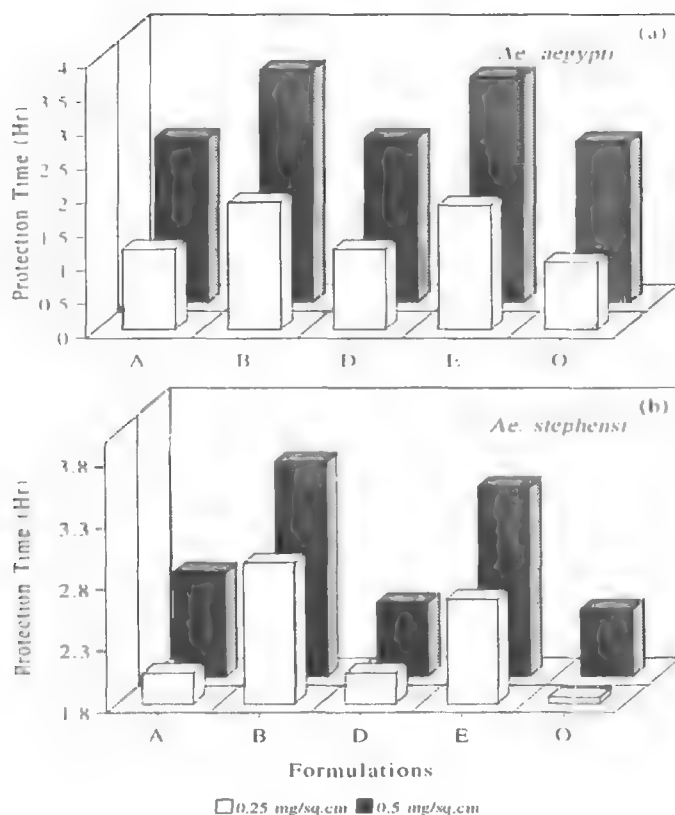 (a)
Ae. aegypti
Protection Time (Hr)
4
3.5
3
2.5
2
1.5
1
0.5
0
A B D E O
(b)
Ae. stephensi
Protection Time (Hr)
3.8
3.3
2.8
2.3
1.8
A B D E O
Formulations
0.25 mg/sq.cm 0.5 mg/sq.cm